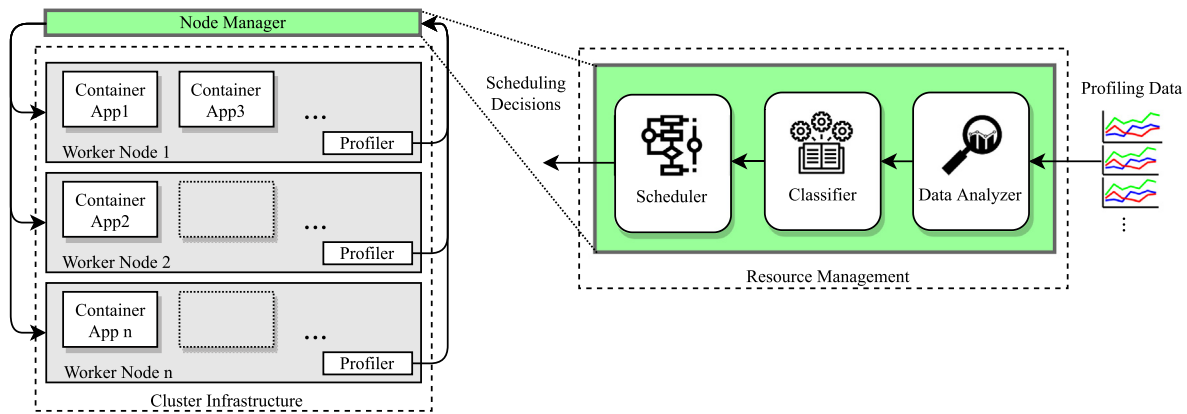 Node Manager
Container
App1
Container
App3
...
Profiler
Worker Node 1
Container
App2
...
Profiler
Worker Node 2
Container
App n
...
Profiler
Worker Node n
Cluster Infrastructure
Scheduling
Decisions
Scheduler
Classifier
Data Analyzer
Resource Management
Profiling Data